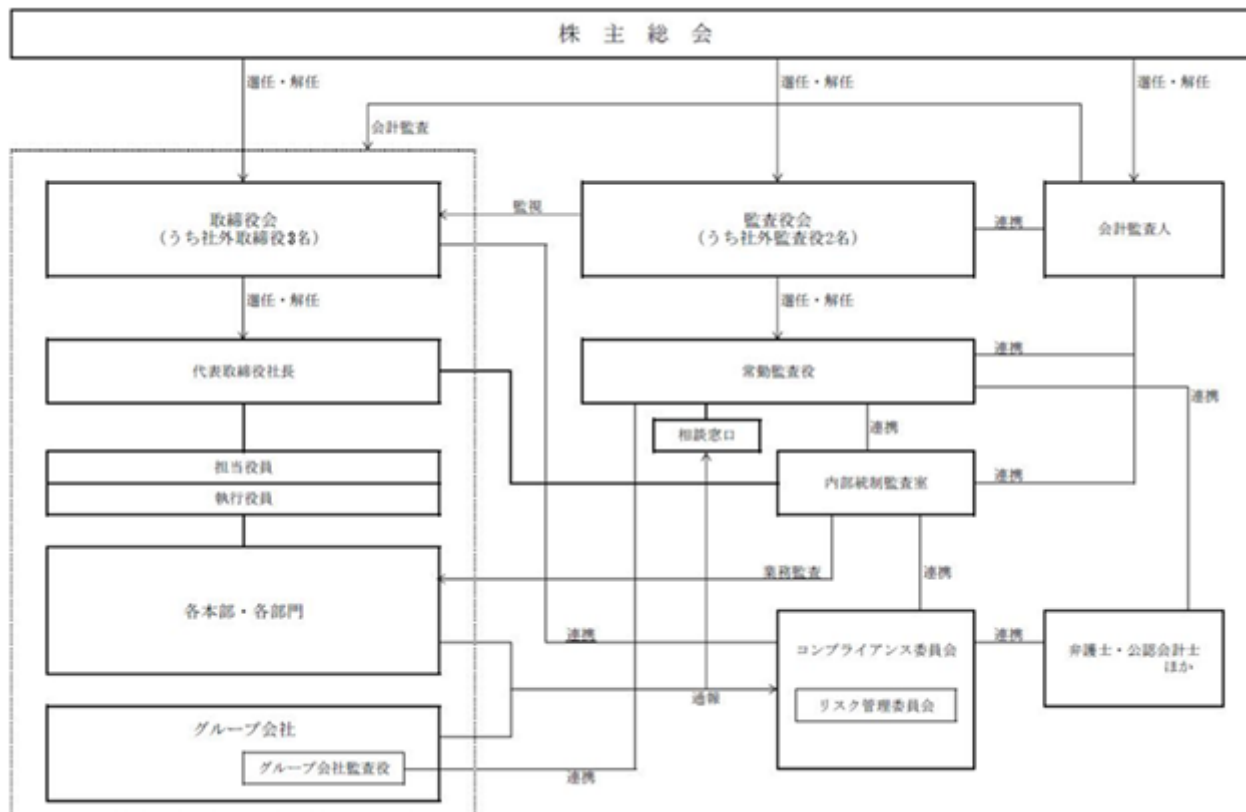 株主総会
選任・解任
選任・解任
選任・解任
会計監査
取締役会
(うち社外取締役3名)
監視
監査役会
(うち社外監査役2名)
連携
会計監査人
選任・解任
選任・解任
代表取締役社長
常勤監査役
連携
連携
相談窓口
連携
担当役員
執行役員
内部統制監査室
連携
業務監査
連携
各本部・各部門
連携
コンプライアンス委員会
連携
弁護士・公認会計士
ほか
リスク管理委員会
通報
グループ会社
グループ会社監査役
連携